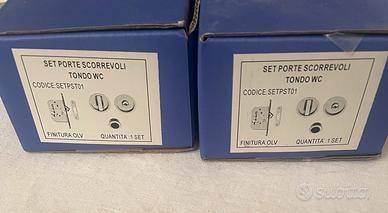 SET PORTE SCORREVOLI
TONDO WC
CODICE:SETPST01
FINITURA:OLV
QUANTITA':1 SET
SET PORTE SCORREVOLI
TONDO WC
CODICE:SETPST01
FINITURA:OLV
QUANTITA':1 SET
SUBITO